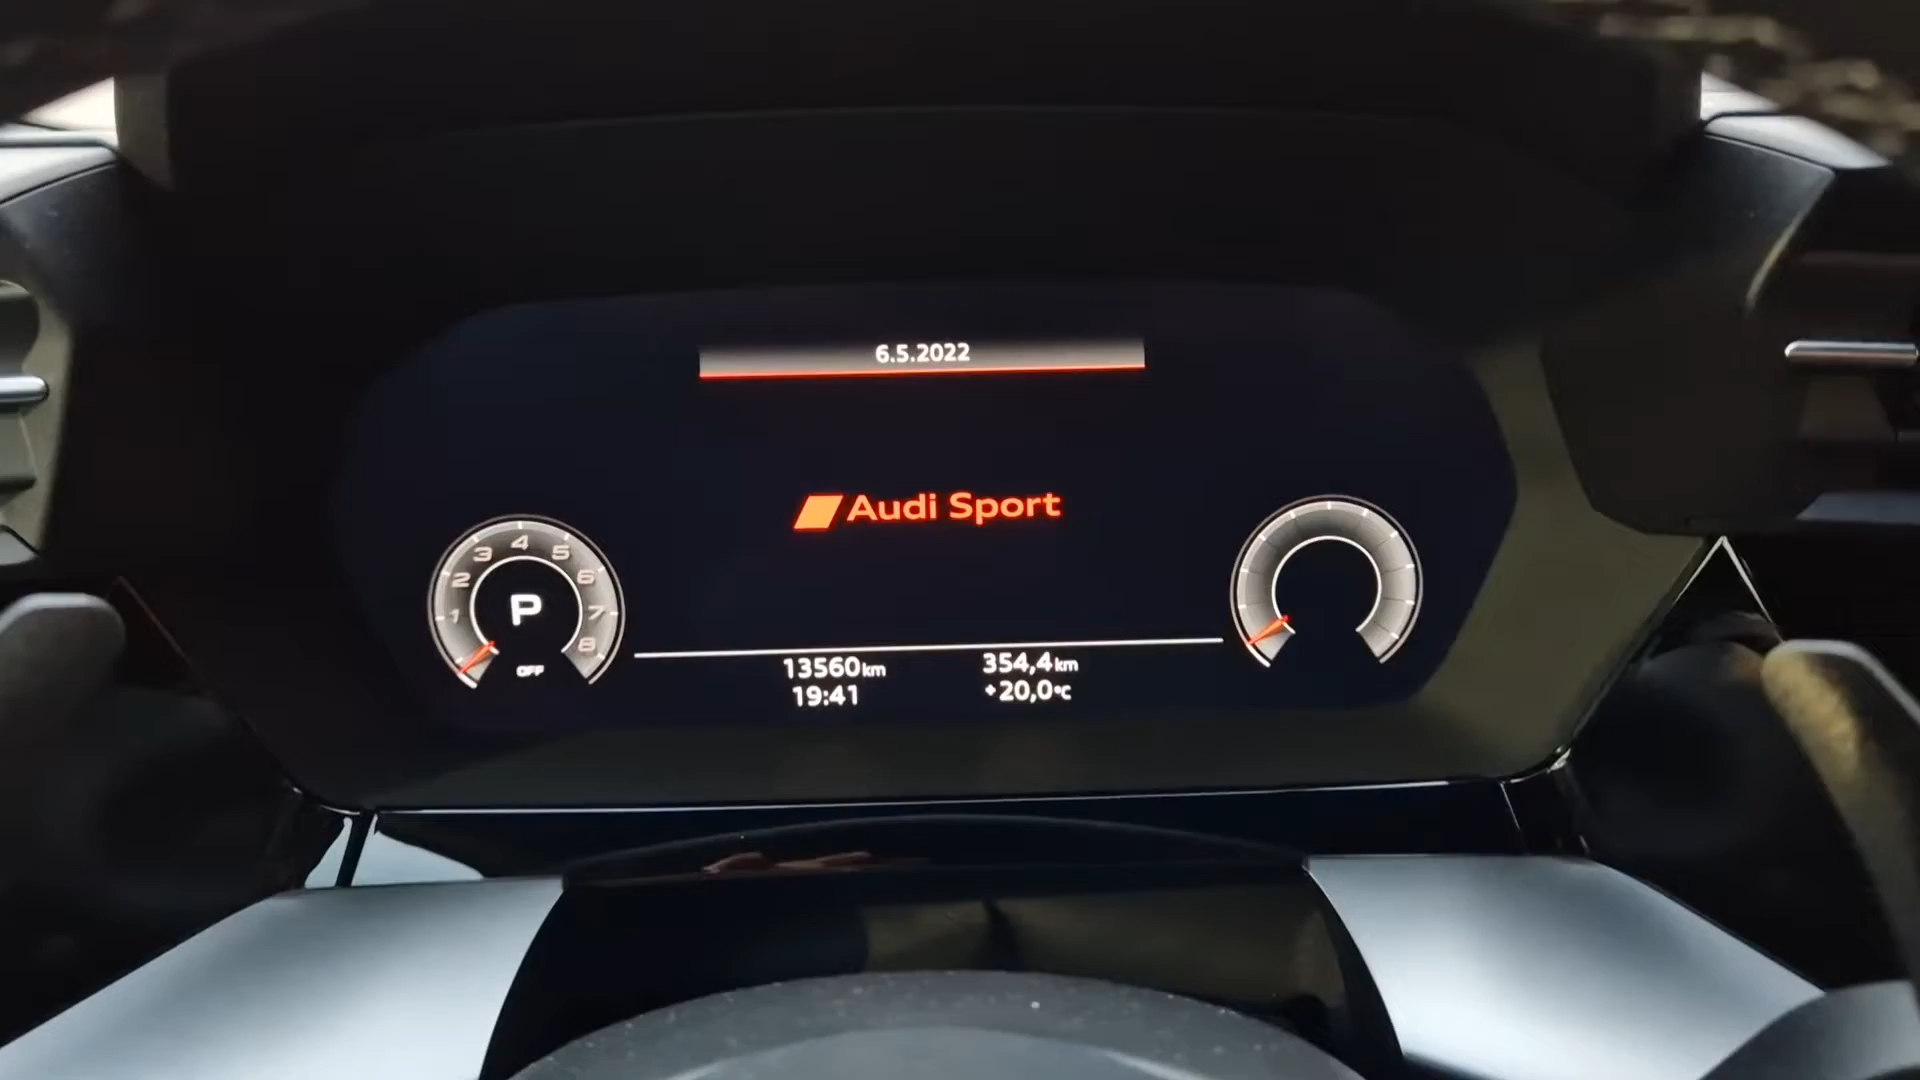 6.5.2022
Audi Sport
1 2 3 4 5 6 7 8
P
OFF
13560km 354,4km
19:41 +20,0°C